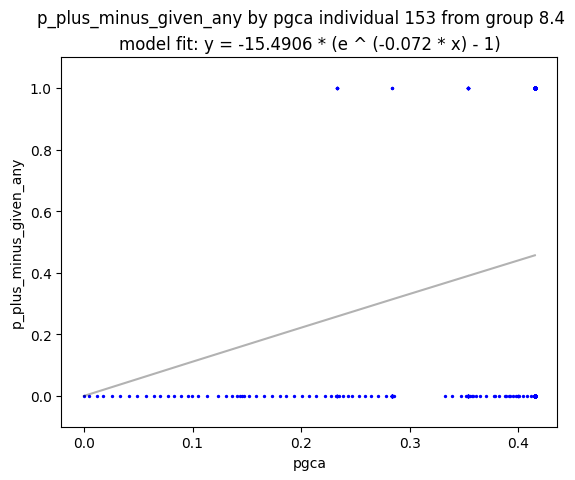 p_plus_minus_given_any by pgca individual 153 from group 8.4
model fit: y = -15.4906 * (e ^ (-0.072 * x) - 1)
1.0
0.8
0.6
0.4
0.2
0.0
p_plus_minus_given_any
0.0 0.1 0.2 0.3 0.4
pgca